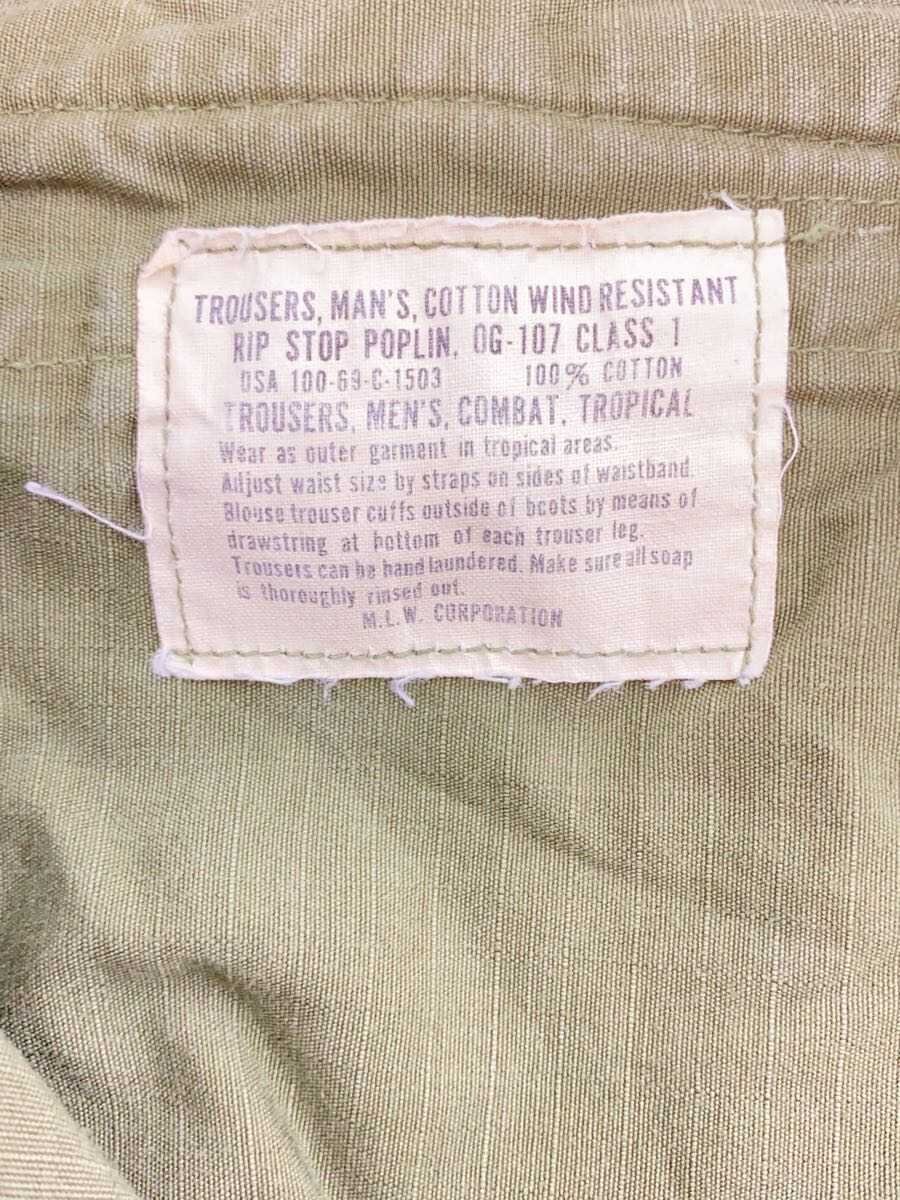 TROUSERS, MAN'S, COTTON WIND RESISTANT
RIP STOP POPLIN, OG-107 CLASS 1
DSA 100-69-C-1503 100% COTTON
TROUSERS, MEN'S, COMBAT, TROPICAL
Wear as outer garment in tropical areas.
Adjust waist size by straps on sides of waistband.
Blouse trouser cuffs outside of boots by means of
drawstring at bottom of each trouser leg.
Trousers can be hand laundered. Make sure all soap
is thoroughly rinsed out.
M.L.W. CORPORATION